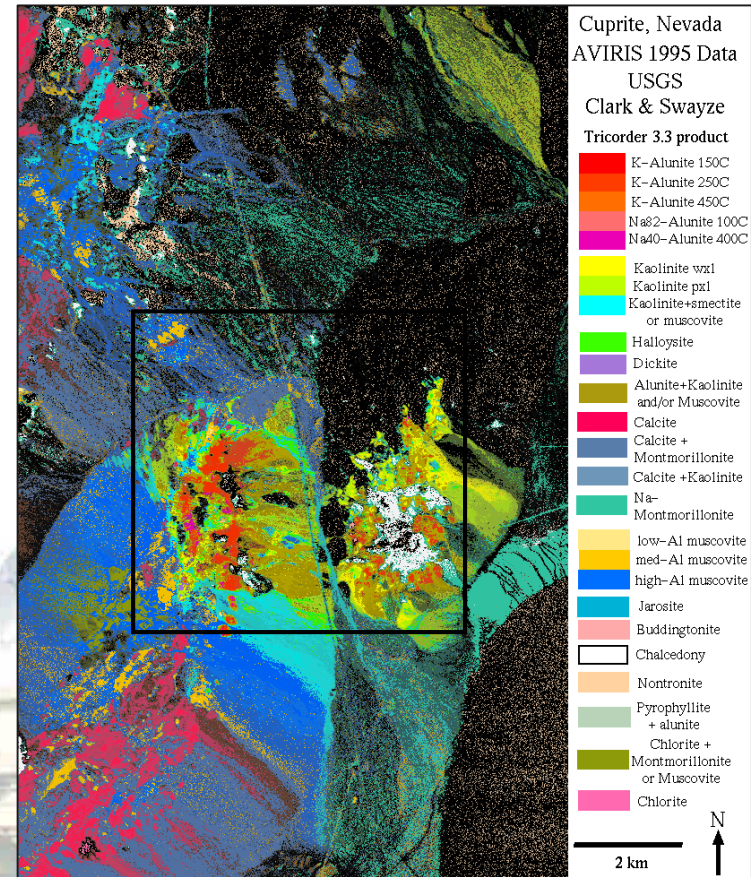 Cuprite, Nevada
AVIRIS 1995 Data
USGS
Clark & Swayze
Tricorder 3.3 product
K-Alunite 150C
K-Alunite 250C
K-Alunite 450C
Na82-Alunite 100C
Na40-Alunite 400C
Kaolinite wxl
Kaolinite pxl
Kaolinite+smectite
or muscovite
Halloysite
Dickite
Alunite+Kaolinite
and/or Muscovite
Calcite
Calcite +
Montmorillonite
Calcite +Kaolinite
Na-
Montmorillonite
low-Al muscovite
med-Al muscovite
high-Al muscovite
Jarosite
Buddingtonite
Chalcedony
Nontronite
Pyrophyllite
+ alunite
Chlorite +
Montmorillonite
or Muscovite
Chlorite
N
2 km